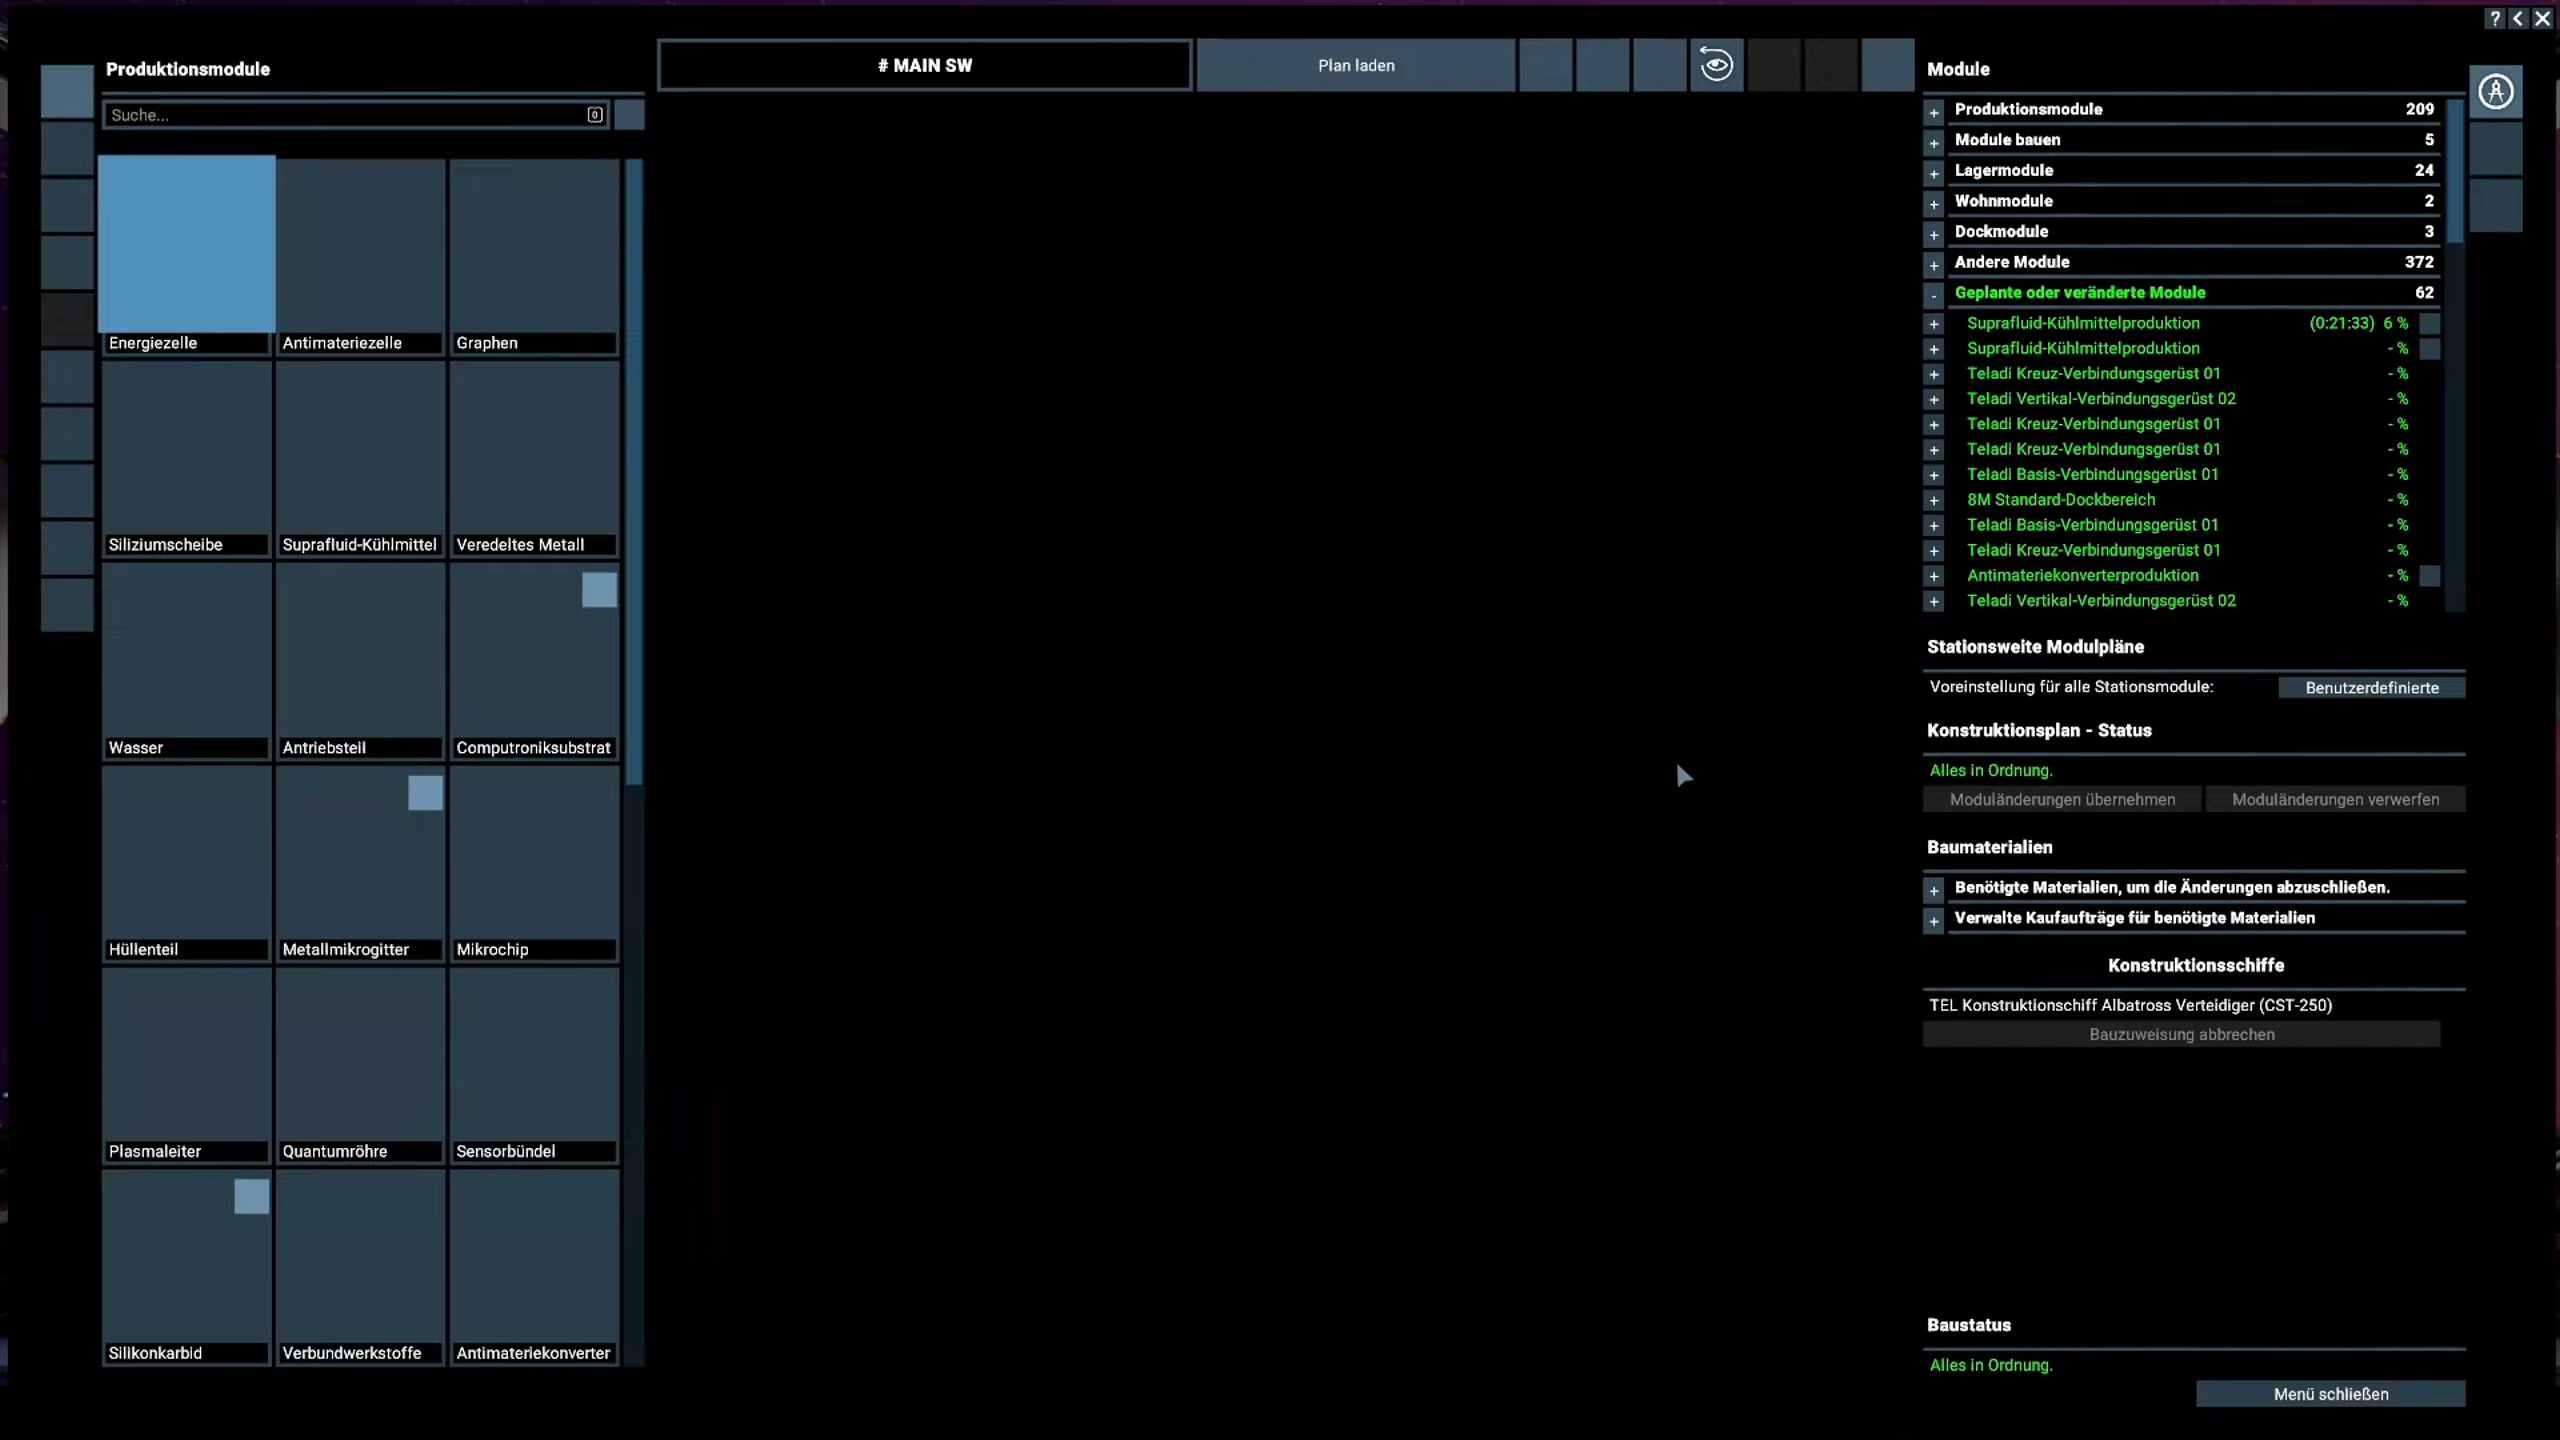 ? < X
Produktionsmodule
Suche...
0
# MAIN SW
Plan laden
Energiezelle
Antimateriezelle
Graphen
Siliziumscheibe
Suprafluid-Kühlmittel
Veredeltes Metall
Wasser
Antriebsteil
Computroniksubstrat
Hüllenteil
Metallmikrogitter
Mikrochip
Plasmaleiter
Quantumröhre
Sensorbündel
Silikonkarbid
Verbundwerkstoffe
Antimateriekonverter
Module
+ Produktionsmodule 209
+ Module bauen 5
+ Lagermodule 24
+ Wohnmodule 2
+ Dockmodule 3
+ Andere Module 372
- Geplante oder veränderte Module 62
+ Suprafluid-Kühlmittelproduktion (0:21:33) 6 %
+ Suprafluid-Kühlmittelproduktion - %
+ Teladi Kreuz-Verbindungsgerüst 01 - %
+ Teladi Vertikal-Verbindungsgerüst 02 - %
+ Teladi Kreuz-Verbindungsgerüst 01 - %
+ Teladi Kreuz-Verbindungsgerüst 01 - %
+ Teladi Basis-Verbindungsgerüst 01 - %
+ 8M Standard-Dockbereich - %
+ Teladi Basis-Verbindungsgerüst 01 - %
+ Teladi Kreuz-Verbindungsgerüst 01 - %
+ Antimateriekonverterproduktion - %
+ Teladi Vertikal-Verbindungsgerüst 02 - %
Stationsweite Modulpläne
Voreinstellung für alle Stationsmodule: Benutzerdefinierte
Konstruktionsplan - Status
Alles in Ordnung.
Moduländerungen übernehmen Moduländerungen verwerfen
Baumaterialien
+ Benötigte Materialien, um die Änderungen abzuschließen.
+ Verwalte Kaufaufträge für benötigte Materialien
Konstruktionsschiffe
TEL Konstruktionschiff Albatross Verteidiger (CST-250)
Bauzuweisung abbrechen
Baustatus
Alles in Ordnung.
Menü schließen